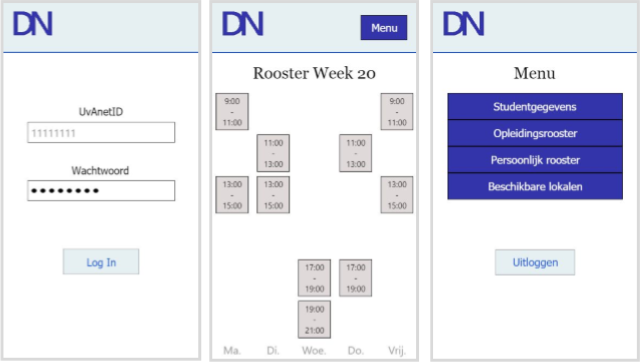 DN
UvAnetID
11111111
Wachtwoord
Log In
DN
Menu
Rooster Week 20
9:00
-
11:00
9:00
-
11:00
11:00
-
13:00
11:00
-
13:00
13:00
-
15:00
13:00
-
15:00
13:00
-
15:00
17:00
-
19:00
17:00
-
19:00
19:00
-
21:00
Ma. Di. Woe. Do. Vrij.
DN
Menu
Studentgegevens
Opleidingsrooster
Persoonlijk rooster
Beschikbare lokalen
Uitloggen